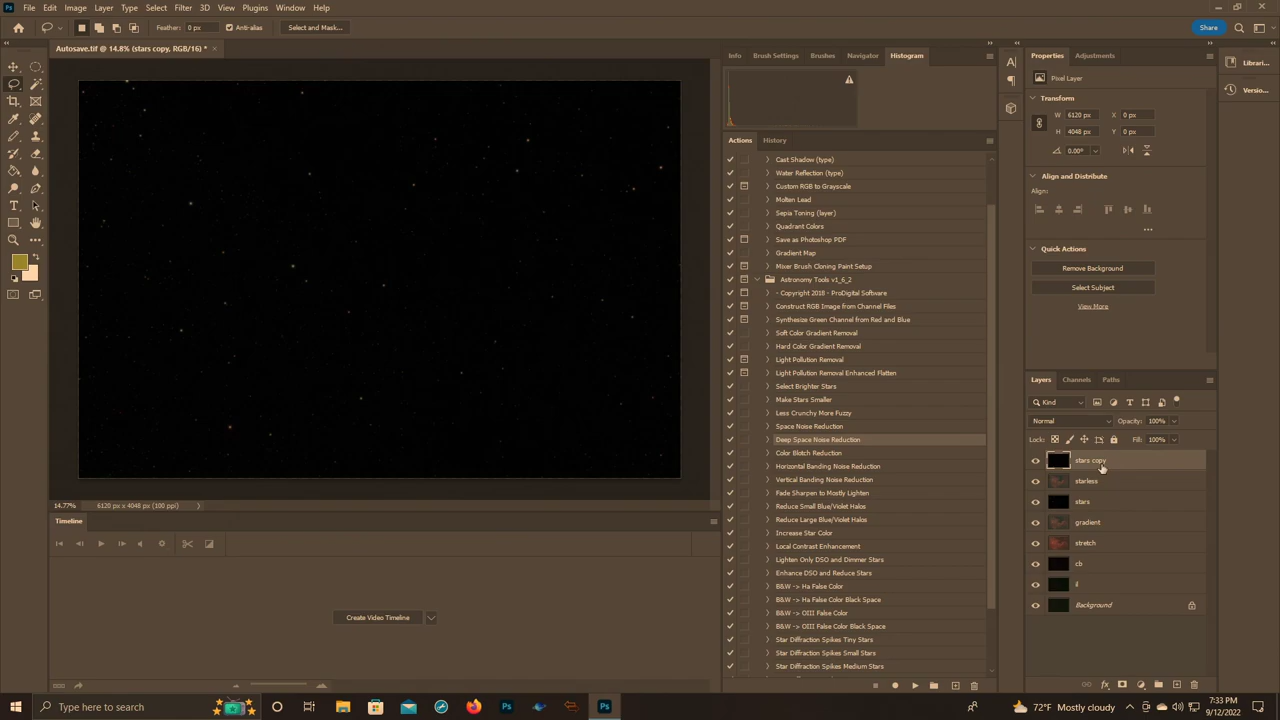 File Edit Image Layer Type Select Filter 3D View Plugins Window Help
Feather: 0 px Anti-alias Select and Mask... Share
Autosave.tif @ 14.8% (stars copy, RGB/16) *
Info Brush Settings Brushes Navigator Histogram
Actions History
Cast Shadow (type)
Water Reflection (type)
Custom RGB to Grayscale
Molten Lead
Sepia Toning (layer)
Quadrant Colors
Save as Photoshop PDF
Gradient Map
Mixer Brush Cloning Paint Setup
Astronomy Tools v1_6_2
- Copyright 2018 - ProDigital Software
Construct RGB Image from Channel Files
Synthesize Green Channel from Red and Blue
Soft Color Gradient Removal
Hard Color Gradient Removal
Light Pollution Removal
Light Pollution Removal Enhanced Flatten
Select Brighter Stars
Make Stars Smaller
Less Crunchy More Fuzzy
Space Noise Reduction
Deep Space Noise Reduction
Color Blotch Reduction
Horizontal Banding Noise Reduction
Vertical Banding Noise Reduction
Fade Sharpen to Mostly Lighten
Reduce Small Blue/Violet Halos
Reduce Large Blue/Violet Halos
Increase Star Color
Local Contrast Enhancement
Lighten Only DSO and Dimmer Stars
Enhance DSO and Reduce Stars
B&W -> Ha False Color
B&W -> Ha False Color Black Space
B&W -> OIII False Color
B&W -> OIII False Color Black Space
Star Diffraction Spikes Tiny Stars
Star Diffraction Spikes Small Stars
Star Diffraction Spikes Medium Stars
Properties Adjustments
Pixel Layer
Transform
W 6120 px X 0 px
H 4048 px Y 0 px
0.00°
Align and Distribute
Align:
Quick Actions
Remove Background
Select Subject
View More
Layers Channels Paths
Kind
Normal Opacity: 100%
Lock: Fill: 100%
stars copy
starless
stars
gradient
stretch
cb
Background
Librari...
Versio...
14.77% 6120 px x 4048 px (100 ppi)
Timeline
Create Video Timeline
Type here to search
72°F Mostly cloudy
7:33 PM
9/12/2022